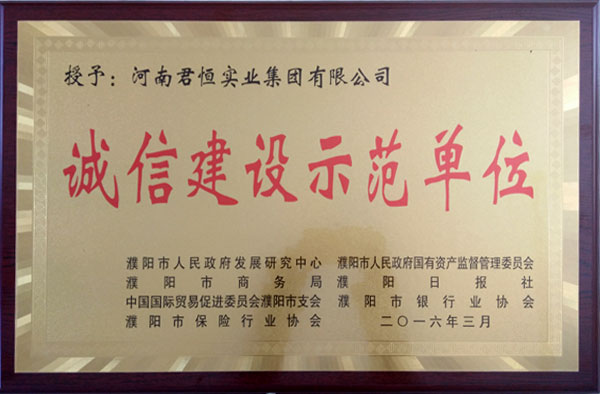 授予：河南君恒实业集团有限公司
诚信建设示范单位
濮阳市人民政府发展研究中心 濮阳市人民政府国有资产监督管理委员会
濮阳市商务局 濮阳日报社
中国国际贸易促进委员会濮阳市支会 濮阳市银行业协会
濮阳市保险行业协会 二〇一六年三月